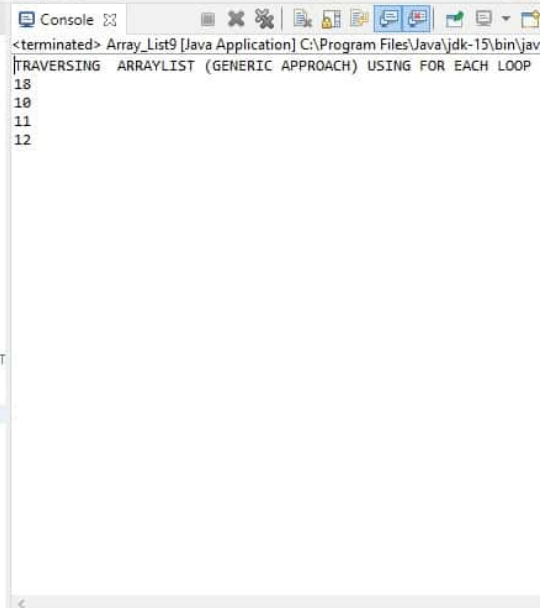 Console
<terminated> Array_List9 [Java Application] C:\Program Files\Java\jdk-15\bin\jav
TRAVERSING  ARRAYLIST (GENERIC APPROACH) USING FOR EACH LOOP
18
10
11
12
T